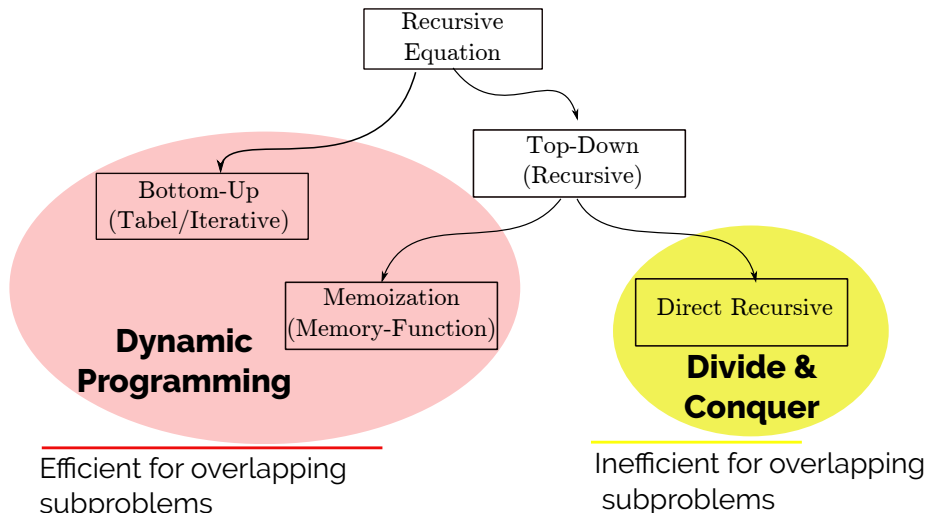 Recursive
Equation
Top-Down
(Recursive)
Bottom-Up
(Tabel/Iterative)
Memoization
(Memory-Function)
Direct Recursive
Dynamic
Programming
Divide &
Conquer
Efficient for overlapping
subproblems
Inefficient for overlapping
subproblems